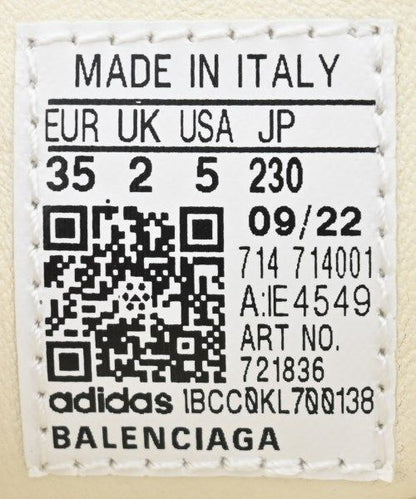 MADE IN ITALY
EUR UK USA JP
35 2 5 230
09/22
714 714001
A:IE4549
ART NO.
721836
adidas 1BCC0KL700138
BALENCIAGA